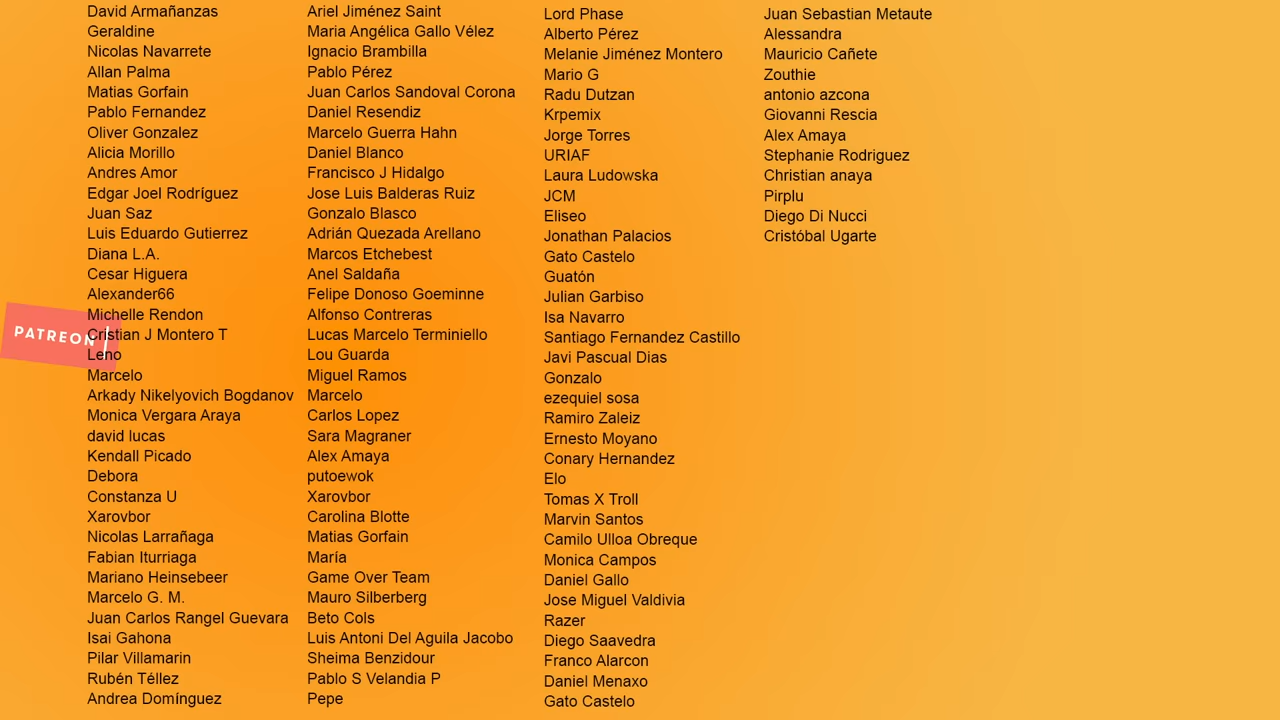 David Armañanzas
Geraldine
Nicolas Navarrete
Allan Palma
Matias Gorfain
Pablo Fernandez
Oliver Gonzalez
Alicia Morillo
Andres Amor
Edgar Joel Rodríguez
Juan Saz
Luis Eduardo Gutierrez
Diana L.A.
Cesar Higuera
Alexander66
Michelle Rendon
PATREON
Cristian J Montero T
Leño
Marcelo
Arkady Nikelyovich Bogdanov
Monica Vergara Araya
david lucas
Kendall Picado
Debora
Constanza U
Xarovbor
Nicolas Larrañaga
Fabian Iturriaga
Mariano Heinsebeer
Marcelo G. M.
Juan Carlos Rangel Guevara
Isai Gahona
Pilar Villamarin
Rubén Téllez
Andrea Domínguez
Ariel Jiménez Saint
Maria Angélica Gallo Vélez
Ignacio Brambilla
Pablo Pérez
Juan Carlos Sandoval Corona
Daniel Resendiz
Marcelo Guerra Hahn
Daniel Blanco
Francisco J Hidalgo
Jose Luis Balderas Ruiz
Gonzalo Blasco
Adrián Quezada Arellano
Marcos Etchebest
Anel Saldaña
Felipe Donoso Goeminne
Alfonso Contreras
Lucas Marcelo Terminiello
Lou Guarda
Miguel Ramos
Marcelo
Carlos Lopez
Sara Magraner
Alex Amaya
putoewok
Xarovbor
Carolina Blotte
Matias Gorfain
María
Game Over Team
Mauro Silberberg
Beto Cols
Luis Antoni Del Aguila Jacobo
Sheima Benzidour
Pablo S Velandia P
Pepe
Lord Phase
Alberto Pérez
Melanie Jiménez Montero
Mario G
Radu Dutzan
Krpemix
Jorge Torres
URIAF
Laura Ludowska
JCM
Eliseo
Jonathan Palacios
Gato Castelo
Guatón
Julian Garbiso
Isa Navarro
Santiago Fernandez Castillo
Javi Pascual Dias
Gonzalo
ezequiel sosa
Ramiro Zaleiz
Ernesto Moyano
Conary Hernandez
Elo
Tomas X Troll
Marvin Santos
Camilo Ulloa Obreque
Monica Campos
Daniel Gallo
Jose Miguel Valdivia
Razer
Diego Saavedra
Franco Alarcon
Daniel Menaxo
Gato Castelo
Juan Sebastian Metaute
Alessandra
Mauricio Cañete
Zouthie
antonio azcona
Giovanni Rescia
Alex Amaya
Stephanie Rodriguez
Christian anaya
Pirplu
Diego Di Nucci
Cristóbal Ugarte